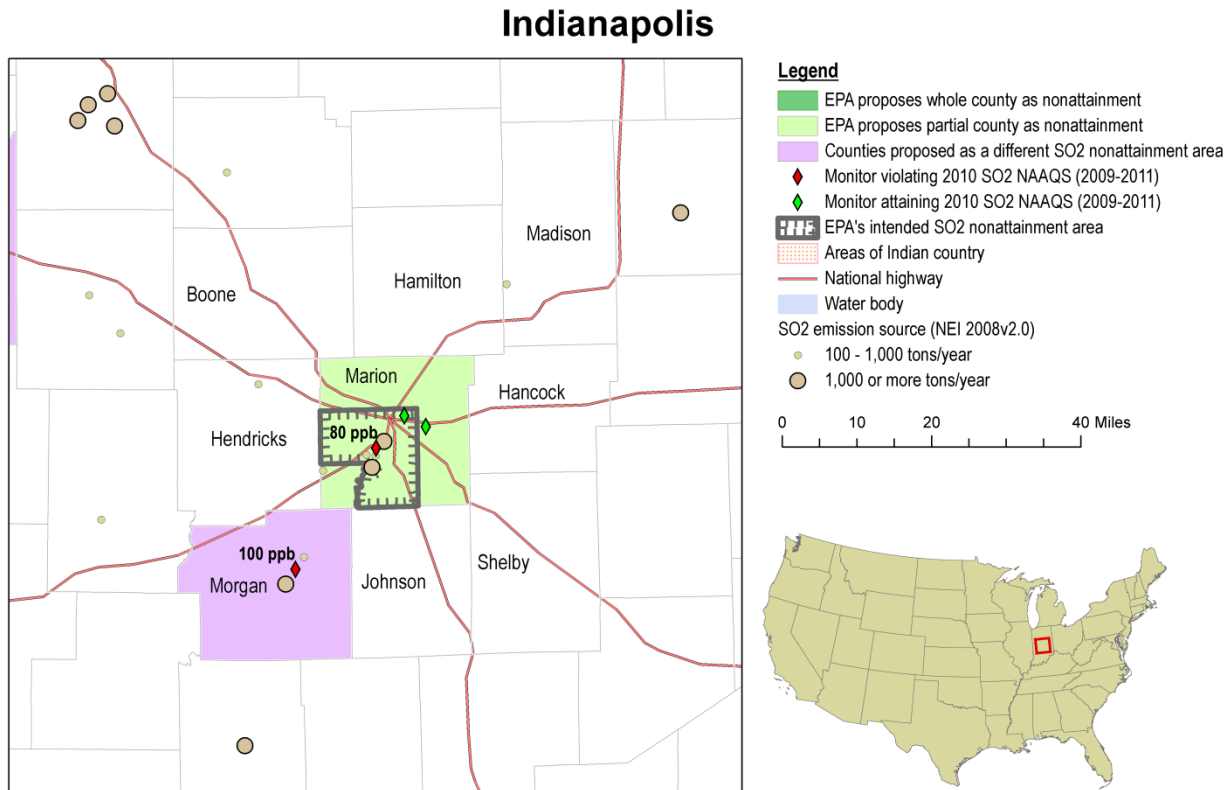 Indianapolis
Madison
Hamilton
Boone
Marion
Hancock
Hendricks
80 ppb
100 ppb
Morgan
Johnson
Shelby
Legend
EPA proposes whole county as nonattainment
EPA proposes partial county as nonattainment
Counties proposed as a different SO2 nonattainment area
Monitor violating 2010 SO2 NAAQS (2009-2011)
Monitor attaining 2010 SO2 NAAQS (2009-2011)
EPA's intended SO2 nonattainment area
Areas of Indian country
National highway
Water body
SO2 emission source (NEI 2008v2.0)
100 - 1,000 tons/year
1,000 or more tons/year
0 10 20 40 Miles